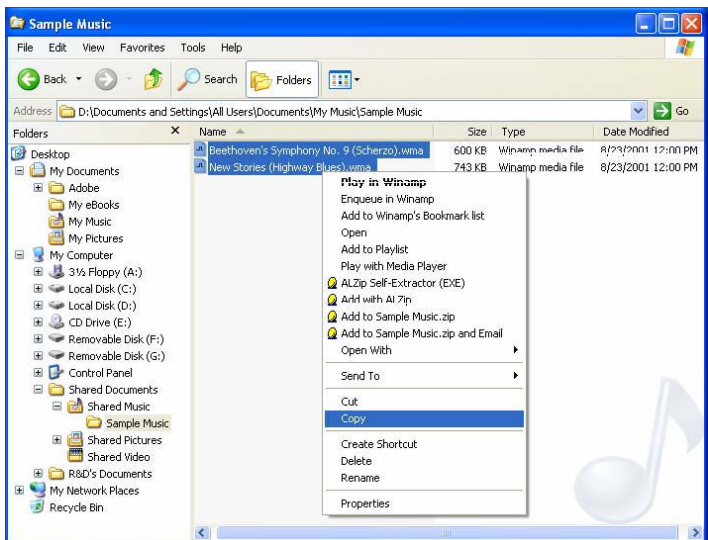 Sample Music
File Edit View Favorites Tools Help
Back Search Folders
Address D:\Documents and Settings\All Users\Documents\My Music\Sample Music Go
Folders Name Size Type Date Modified
Beethoven's Symphony No. 9 (Scherzo).wma 600 KB Winamp media file 8/23/2001 12:00 PM
New Stories (Highway Blues).wma 743 KB Winamp media file 8/23/2001 12:00 PM
Desktop
My Documents
Adobe
My eBooks
My Music
My Pictures
My Computer
3½ Floppy (A:)
Local Disk (C:)
Local Disk (D:)
CD Drive (E:)
Removable Disk (F:)
Removable Disk (G:)
Control Panel
Shared Documents
Shared Music
Sample Music
Shared Pictures
Shared Video
R&D's Documents
My Network Places
Recycle Bin
Play in Winamp
Enqueue in Winamp
Add to Winamp's Bookmark list
Open
Add to Playlist
Play with Media Player
ALZip Self-Extractor (EXE)
Add with ALZip
Add to Sample Music.zip
Add to Sample Music.zip and Email
Open With
Send To
Cut
Copy
Create Shortcut
Delete
Rename
Properties